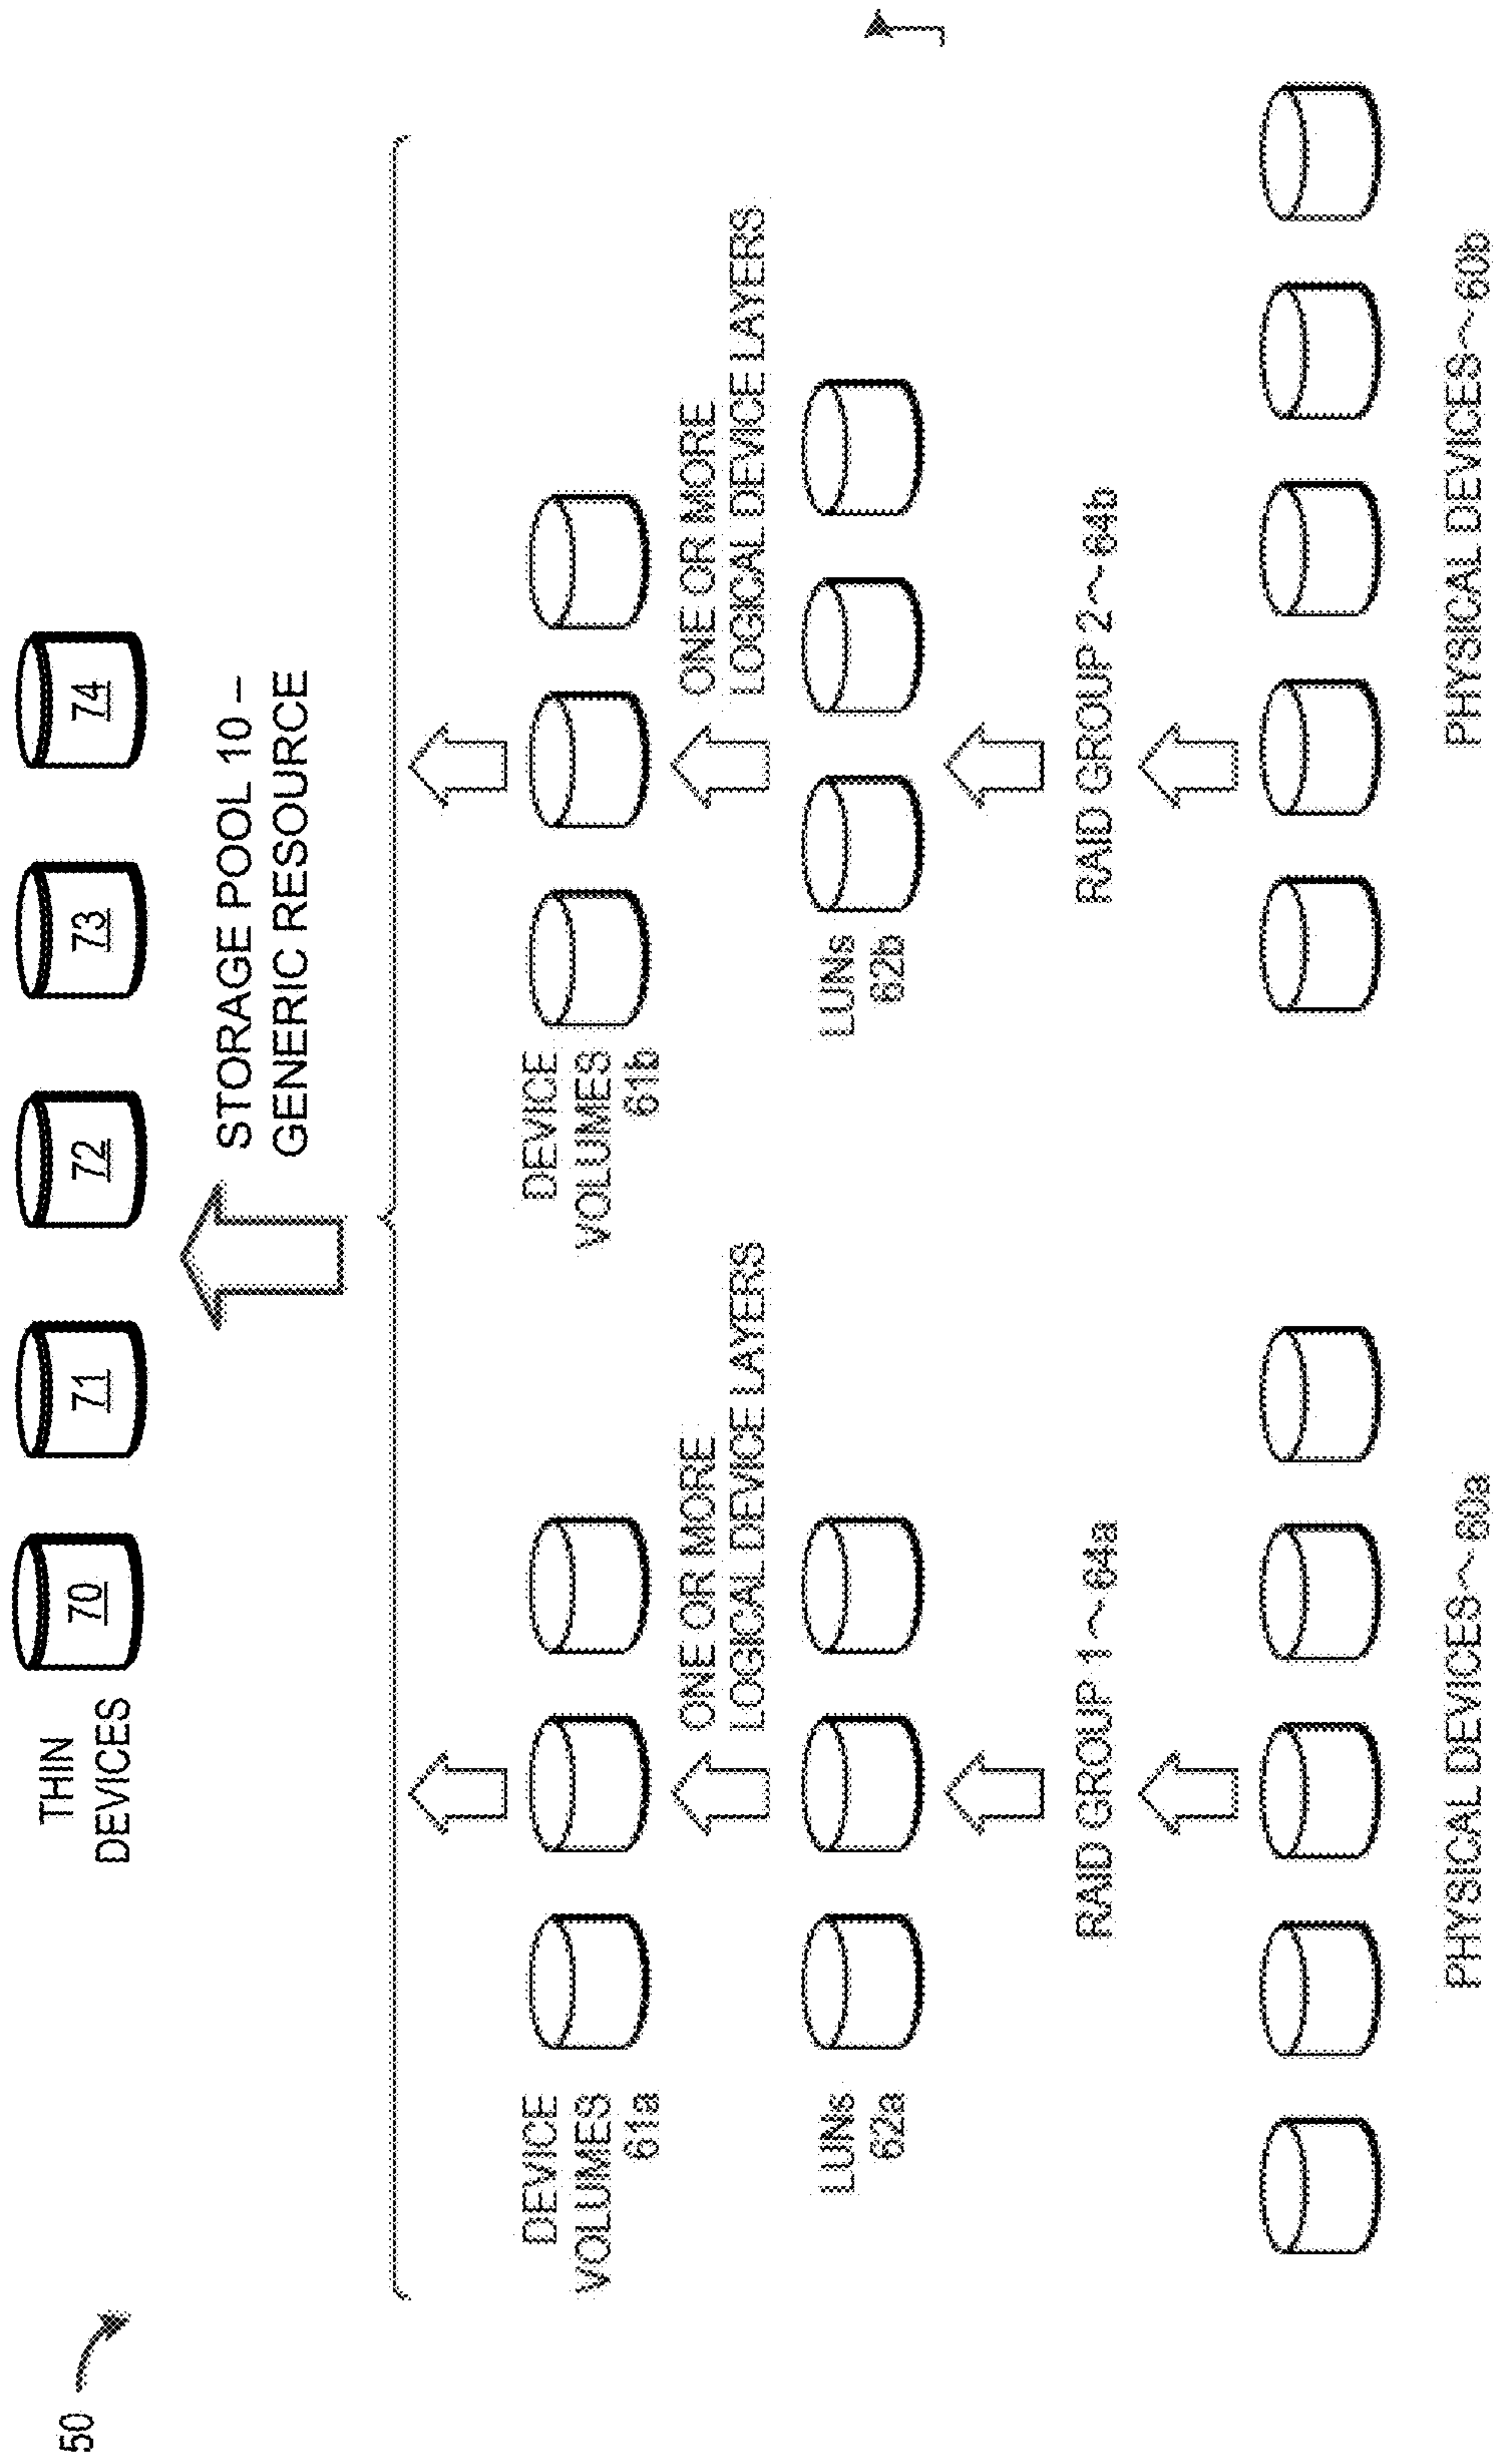 50
THIN
DEVICES
70
71
72
73
74
STORAGE POOL 10 –
GENERIC RESOURCE
DEVICE
VOLUMES
61a
DEVICE
VOLUMES
61b
ONE OR MORE
LOGICAL DEVICE LAYERS
ONE OR MORE
LOGICAL DEVICE LAYERS
LUNs
62a
LUNs
62b
RAID GROUP 1~64a
RAID GROUP 2~64b
PHYSICAL DEVICES~60a
PHYSICAL DEVICES~60b